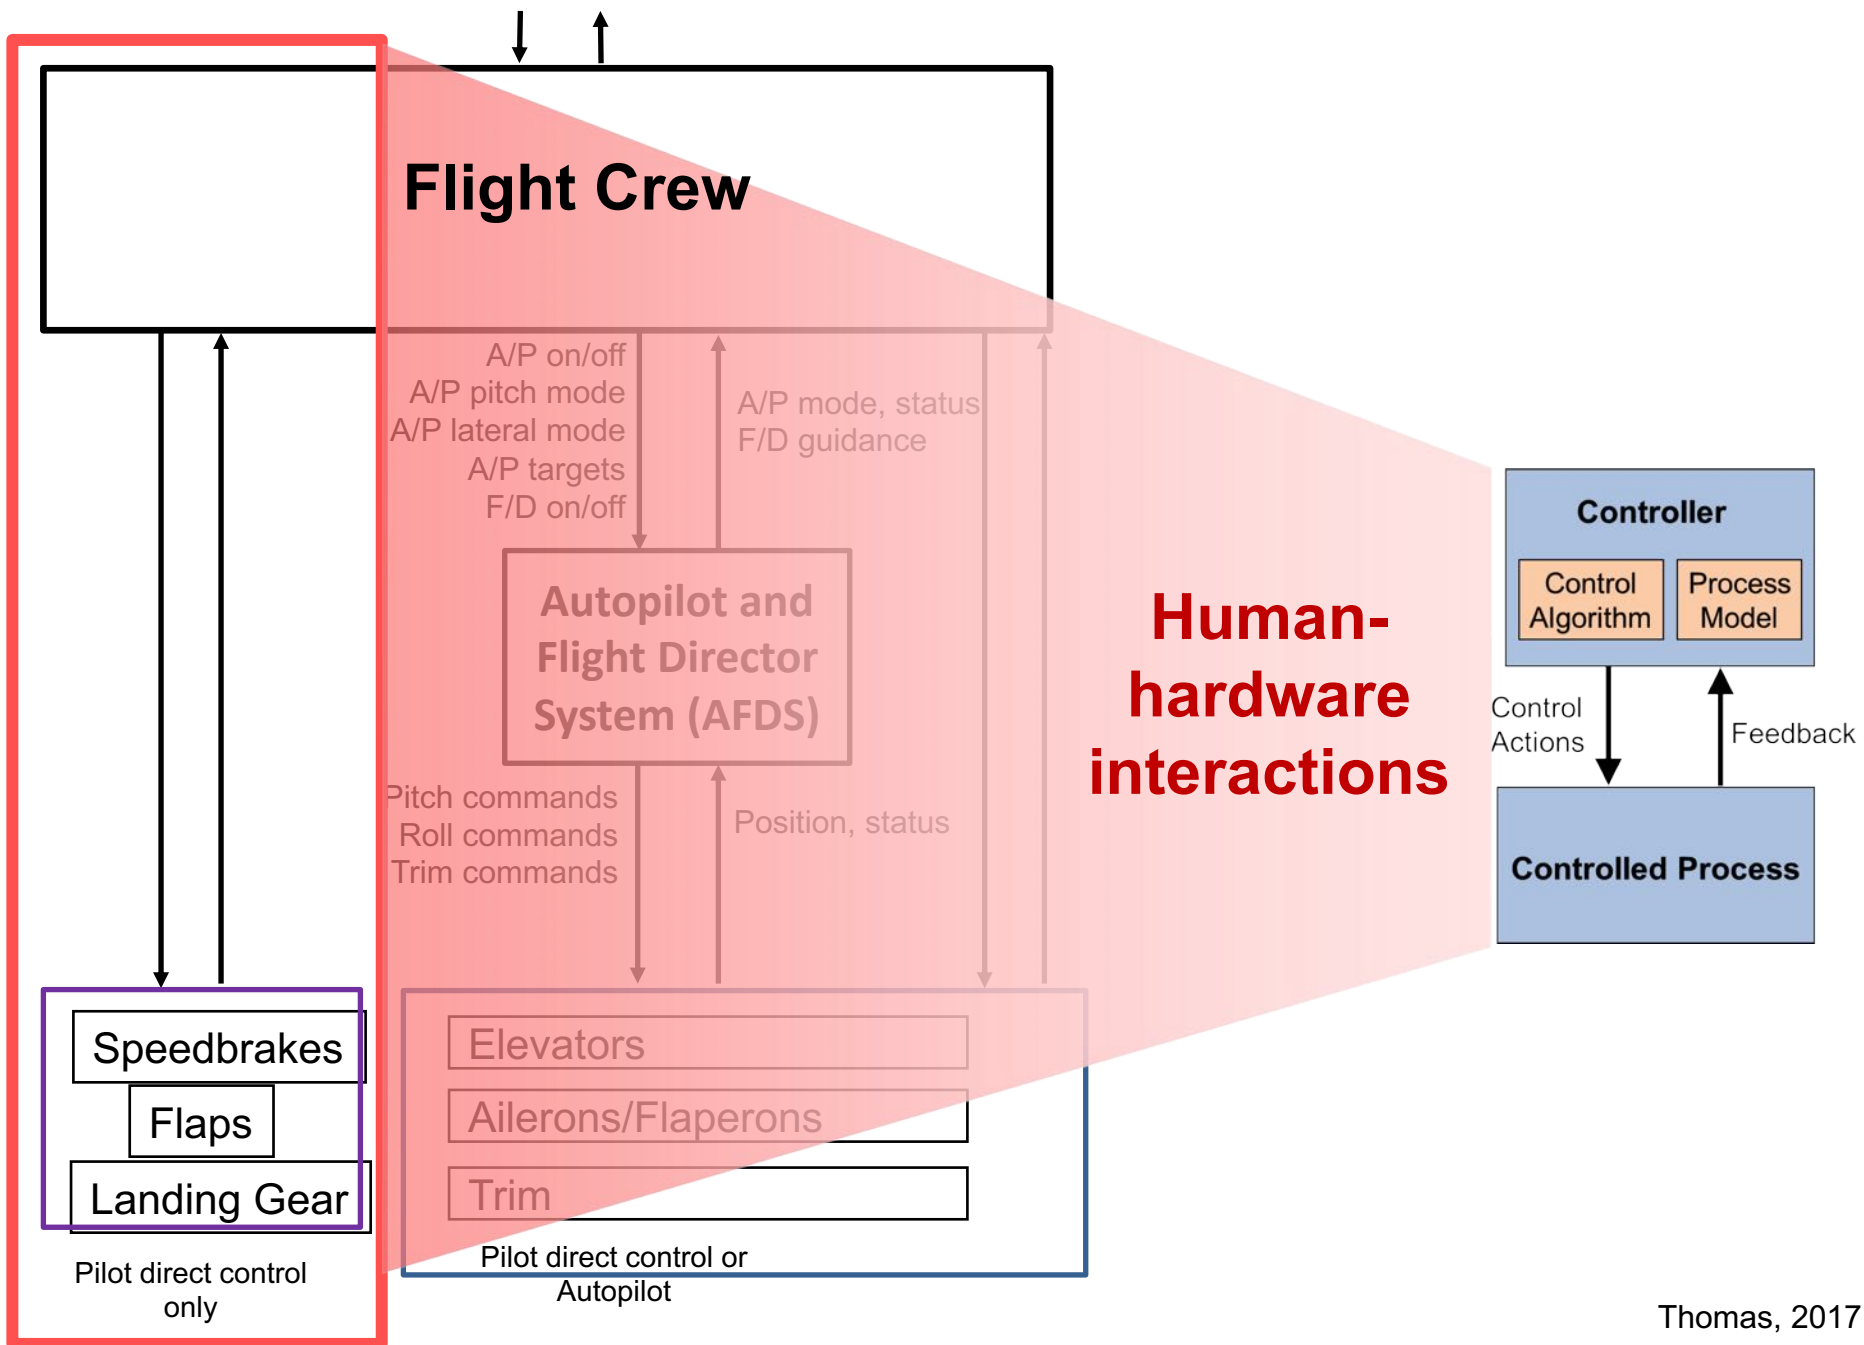 Flight Crew
A/P on/off
A/P pitch mode
A/P lateral mode
A/P targets
F/D on/off
A/P mode, status
F/D guidance
Autopilot and
Flight Director
System (AFDS)
Pitch commands
Roll commands
Trim commands
Position, status
Speedbrakes
Flaps
Landing Gear
Pilot direct control
only
Elevators
Ailerons/Flaperons
Trim
Pilot direct control or
Autopilot
Human-
hardware
interactions
Controller
Control
Algorithm
Process
Model
Control
Actions
Feedback
Controlled Process
Thomas, 2017